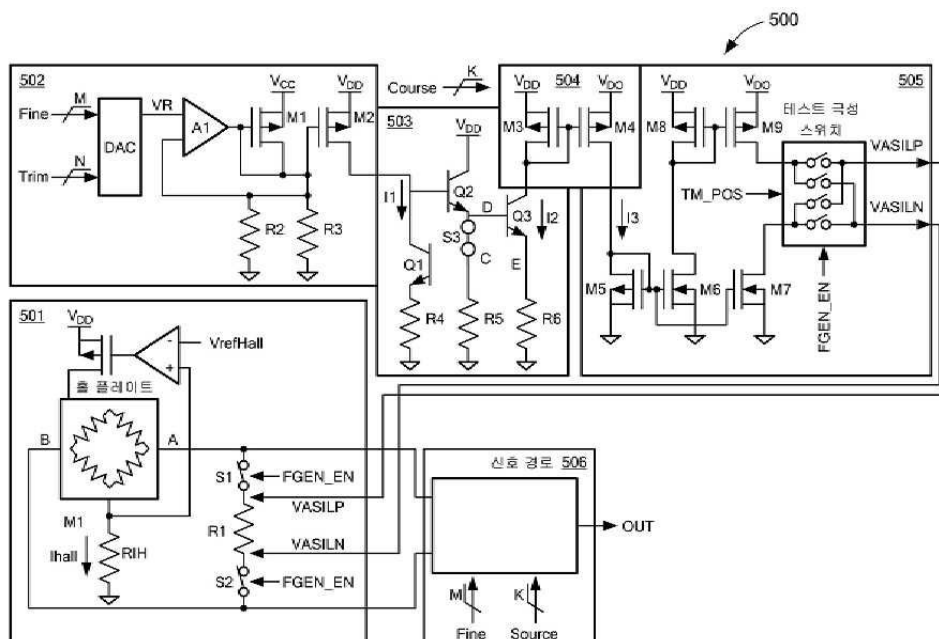 500
502
Fine
M
Trim
N
DAC
VR
A1
VCC
M1
VDD
M2
R2
R3
Course
K
503
VDD
I1
Q2
D
S3
C
Q1
Q3
E
I2
R4
R5
R6
VDD
504
VDO
M3
M4
I3
VDD
VDO
505
M8
M9
테스트 극성
스위치
TM_POS
VASILP
VASILN
FGEN_EN
M5
M6
M7
501
VDD
VrefHall
-
+
홀 플레이트
B
A
M1
Ihall
RIH
S1
FGEN_EN
VASILP
R1
VASILN
S2
FGEN_EN
신호 경로 506
OUT
M
K
Fine
Source